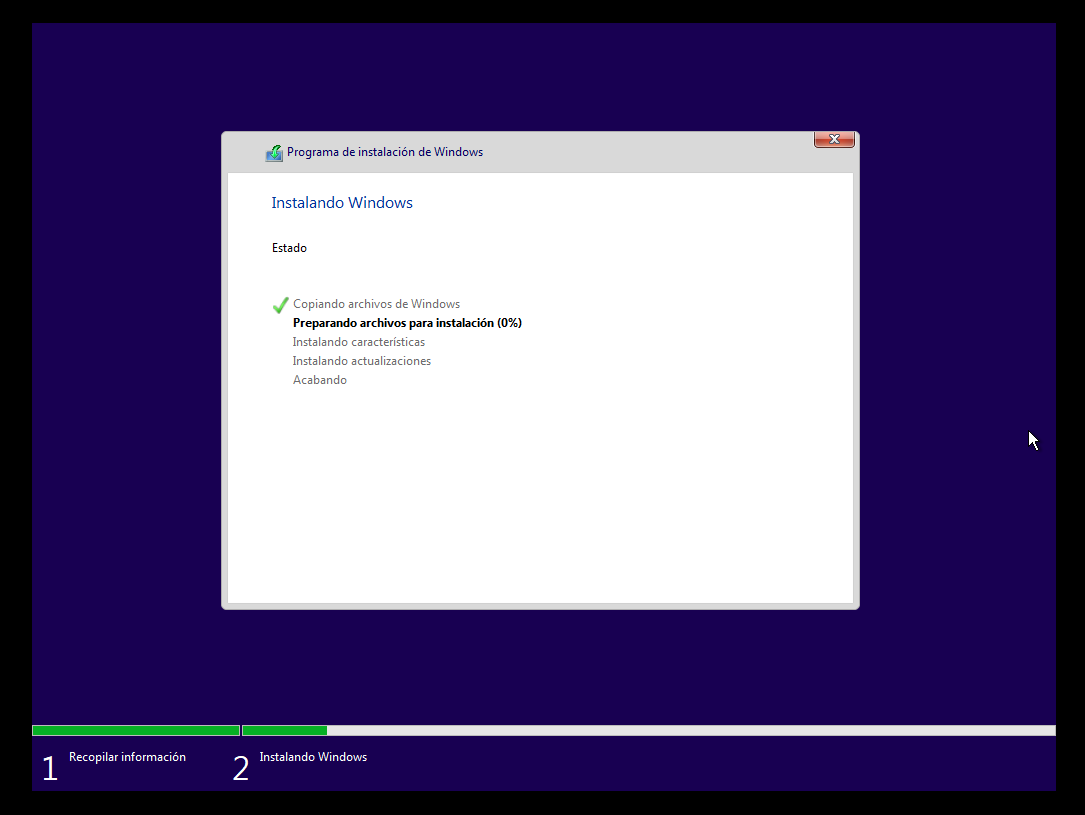 Programa de instalación de Windows
Instalando Windows
Estado
Copiando archivos de Windows
Preparando archivos para instalación (0%)
Instalando características
Instalando actualizaciones
Acabando
1 Recopilar información
2 Instalando Windows